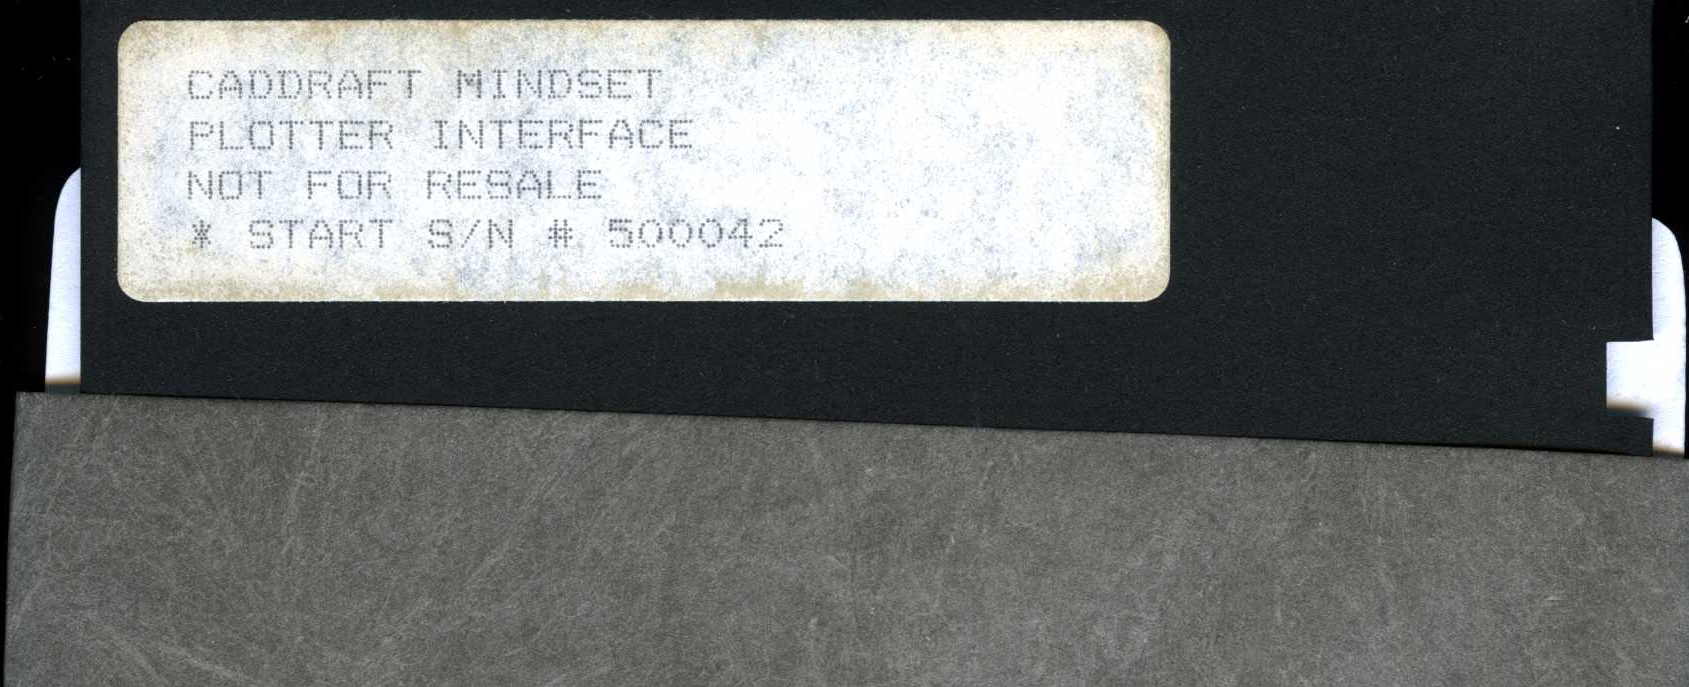 CADDRAFT MINDSET
PLOTTER INTERFACE
NOT FOR RESALE
* START S/N # 500042